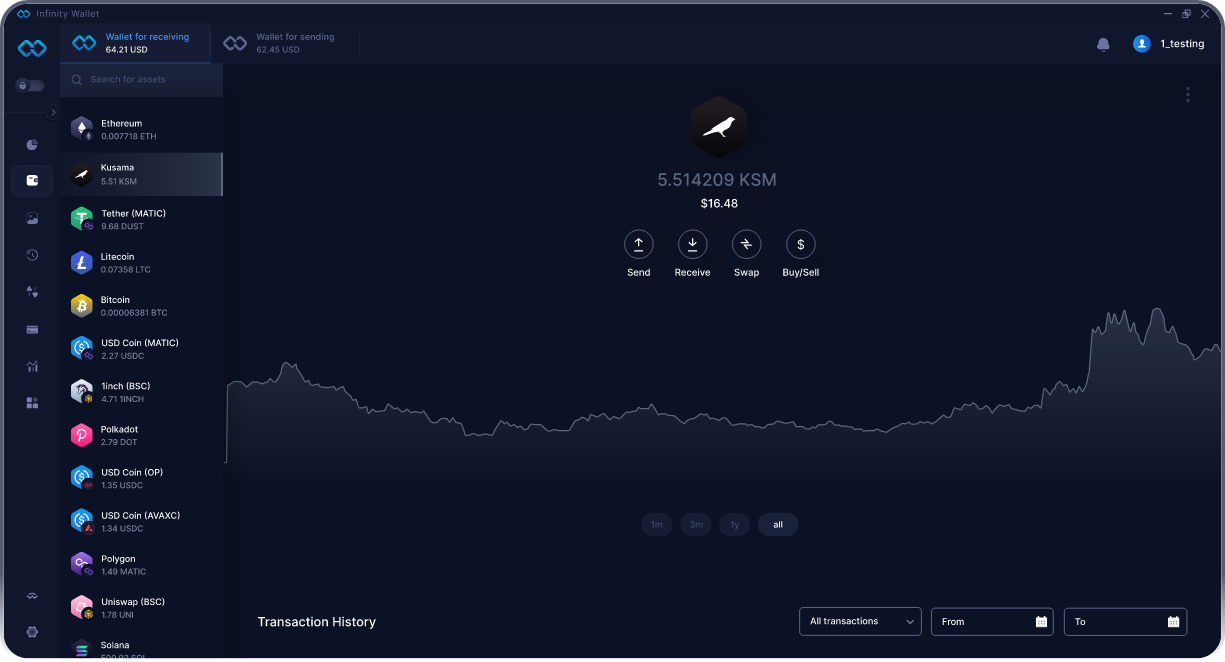 Infinity Wallet
Wallet for receiving
64.21 USD
Wallet for sending
62.45 USD
1_testing
Search for assets
Ethereum
0.007718 ETH
Kusama
5.51 KSM
Tether (MATIC)
9.68 DUST
Litecoin
0.07358 LTC
Bitcoin
0.00006381 BTC
USD Coin (MATIC)
2.27 USDC
1inch (BSC)
4.71 1INCH
Polkadot
2.79 DOT
USD Coin (OP)
1.35 USDC
USD Coin (AVAXC)
1.34 USDC
Polygon
1.49 MATIC
Uniswap (BSC)
1.78 UNI
Solana
5.514209 KSM
$16.48
Send
Receive
Swap
Buy/Sell
1m
3m
1y
all
Transaction History
All transactions
From
To